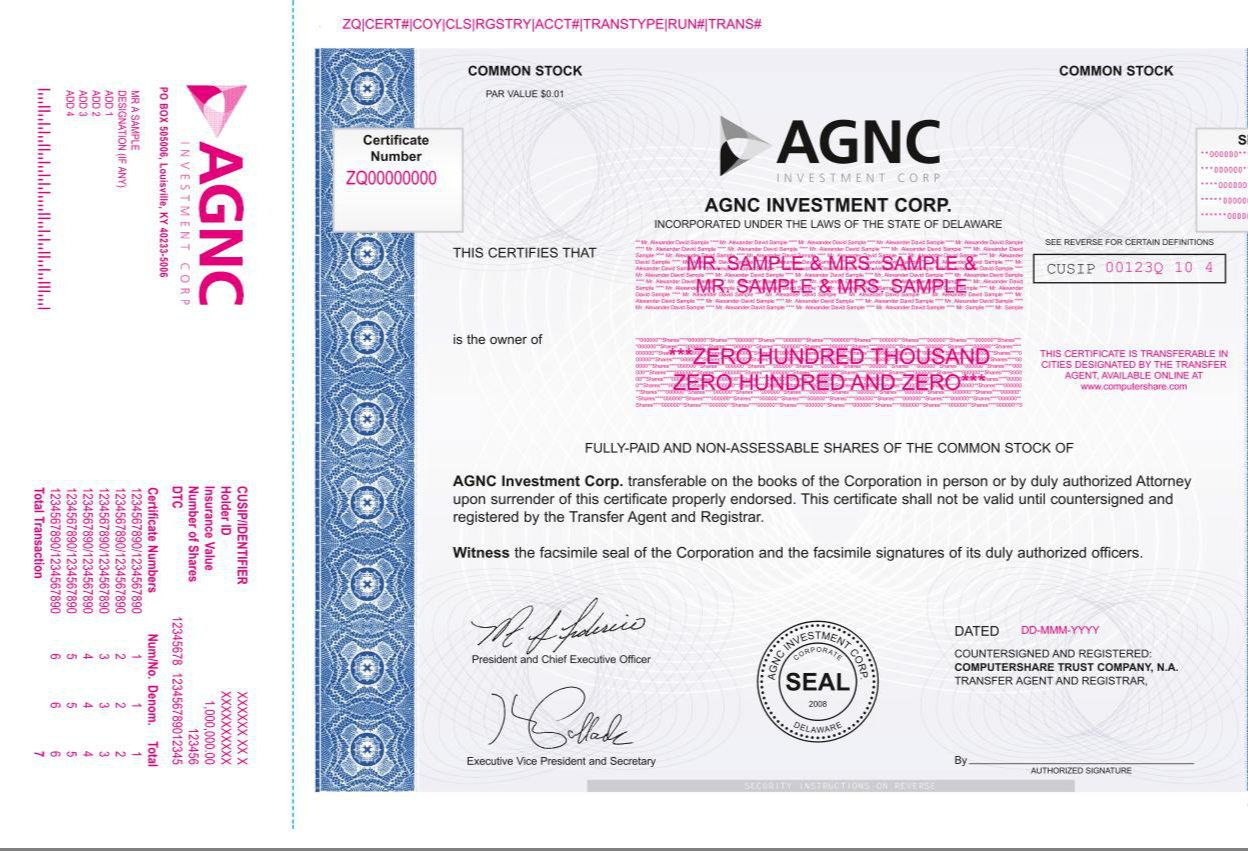 ZQ|CERT#|COY|CLS|RGSTRY|ACCT#|TRANSTYPE|RUN#|TRANS#
COMMON STOCK
PAR VALUE $0.01
COMMON STOCK
Certificate
Number
ZQ00000000
**000000**
***000000**
****000000
*****00000
******0000
AGNC
INVESTMENT CORP
AGNC INVESTMENT CORP.
INCORPORATED UNDER THE LAWS OF THE STATE OF DELAWARE
THIS CERTIFIES THAT
MR. SAMPLE & MRS. SAMPLE &
MR. SAMPLE & MRS. SAMPLE
SEE REVERSE FOR CERTAIN DEFINITIONS
CUSIP 00123Q 10 4
is the owner of
***ZERO HUNDRED THOUSAND
ZERO HUNDRED AND ZERO***
THIS CERTIFICATE IS TRANSFERABLE IN
CITIES DESIGNATED BY THE TRANSFER
AGENT, AVAILABLE ONLINE AT
www.computershare.com
FULLY-PAID AND NON-ASSESSABLE SHARES OF THE COMMON STOCK OF
AGNC Investment Corp. transferable on the books of the Corporation in person or by duly authorized Attorney
upon surrender of this certificate properly endorsed. This certificate shall not be valid until countersigned and
registered by the Transfer Agent and Registrar.
Witness the facsimile seal of the Corporation and the facsimile signatures of its duly authorized officers.
President and Chief Executive Officer
Executive Vice President and Secretary
AGNC INVESTMENT CORP.
CORPORATE
SEAL
2008
DELAWARE
DATED DD-MMM-YYYY
COUNTERSIGNED AND REGISTERED:
COMPUTERSHARE TRUST COMPANY, N.A.
TRANSFER AGENT AND REGISTRAR,
By
AUTHORIZED SIGNATURE
SECURITY INSTRUCTIONS ON REVERSE
AGNC
INVESTMENT CORP
PO BOX 505006, Louisville, KY 40233-5006
MR A SAMPLE
DESIGNATION (IF ANY)
ADD 1
ADD 2
ADD 3
ADD 4
CUSIP/IDENTIFIER XXXXXX XX X
Holder ID XXXXXXXXXX
Insurance Value 1,000,000.00
Number of Shares 123456
DTC 12345678 123456789012345
Certificate Numbers Num/No. Denom. Total
1234567890/1234567890 1 1 1
1234567890/1234567890 2 2 2
1234567890/1234567890 3 3 3
1234567890/1234567890 4 4 4
1234567890/1234567890 5 5 5
1234567890/1234567890 6 6 6
Total Transaction 7